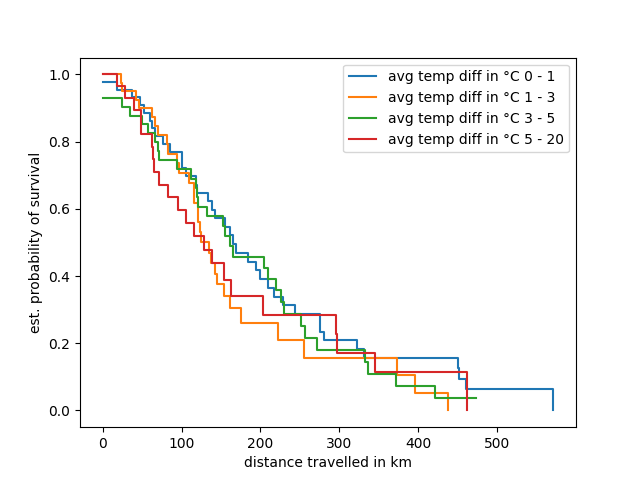 avg temp diff in °C 0 - 1
avg temp diff in °C 1 - 3
avg temp diff in °C 3 - 5
avg temp diff in °C 5 - 20
est. probability of survival
1.0
0.8
0.6
0.4
0.2
0.0
0 100 200 300 400 500
distance travelled in km